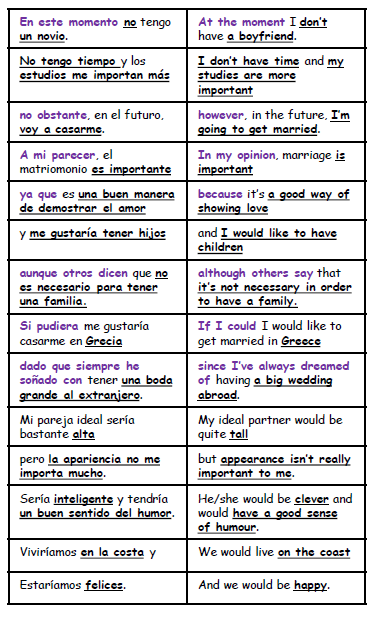 En este momento no tengo
un novio.
At the moment I don't
have a boyfriend.
No tengo tiempo y los
estudios me importan más
I don't have time and my
studies are more
important
no obstante, en el futuro,
voy a casarme.
however, in the future, I'm
going to get married.
A mi parecer, el
matromonio es importante
In my opinion, marriage is
important
ya que es una buen manera
de demostrar el amor
because it's a good way of
showing love
y me gustaría tener hijos
and I would like to have
children
aunque otros dicen que no
es necesario para tener
una familia.
although others say that
it's not necessary in order
to have a family.
Si pudiera me gustaría
casarme en Grecia
If I could I would like to
get married in Greece
dado que siempre he
soñado con tener una boda
grande al extranjero.
since I've always dreamed
of having a big wedding
abroad.
Mi pareja ideal sería
bastante alta
My ideal partner would be
quite tall
pero la apariencia no me
importa mucho.
but appearance isn't really
important to me.
Sería inteligente y tendría
un buen sentido del humor.
He/she would be clever and
would have a good sense
of humour.
Viviríamos en la costa y
We would live on the coast
Estaríamos felices.
And we would be happy.